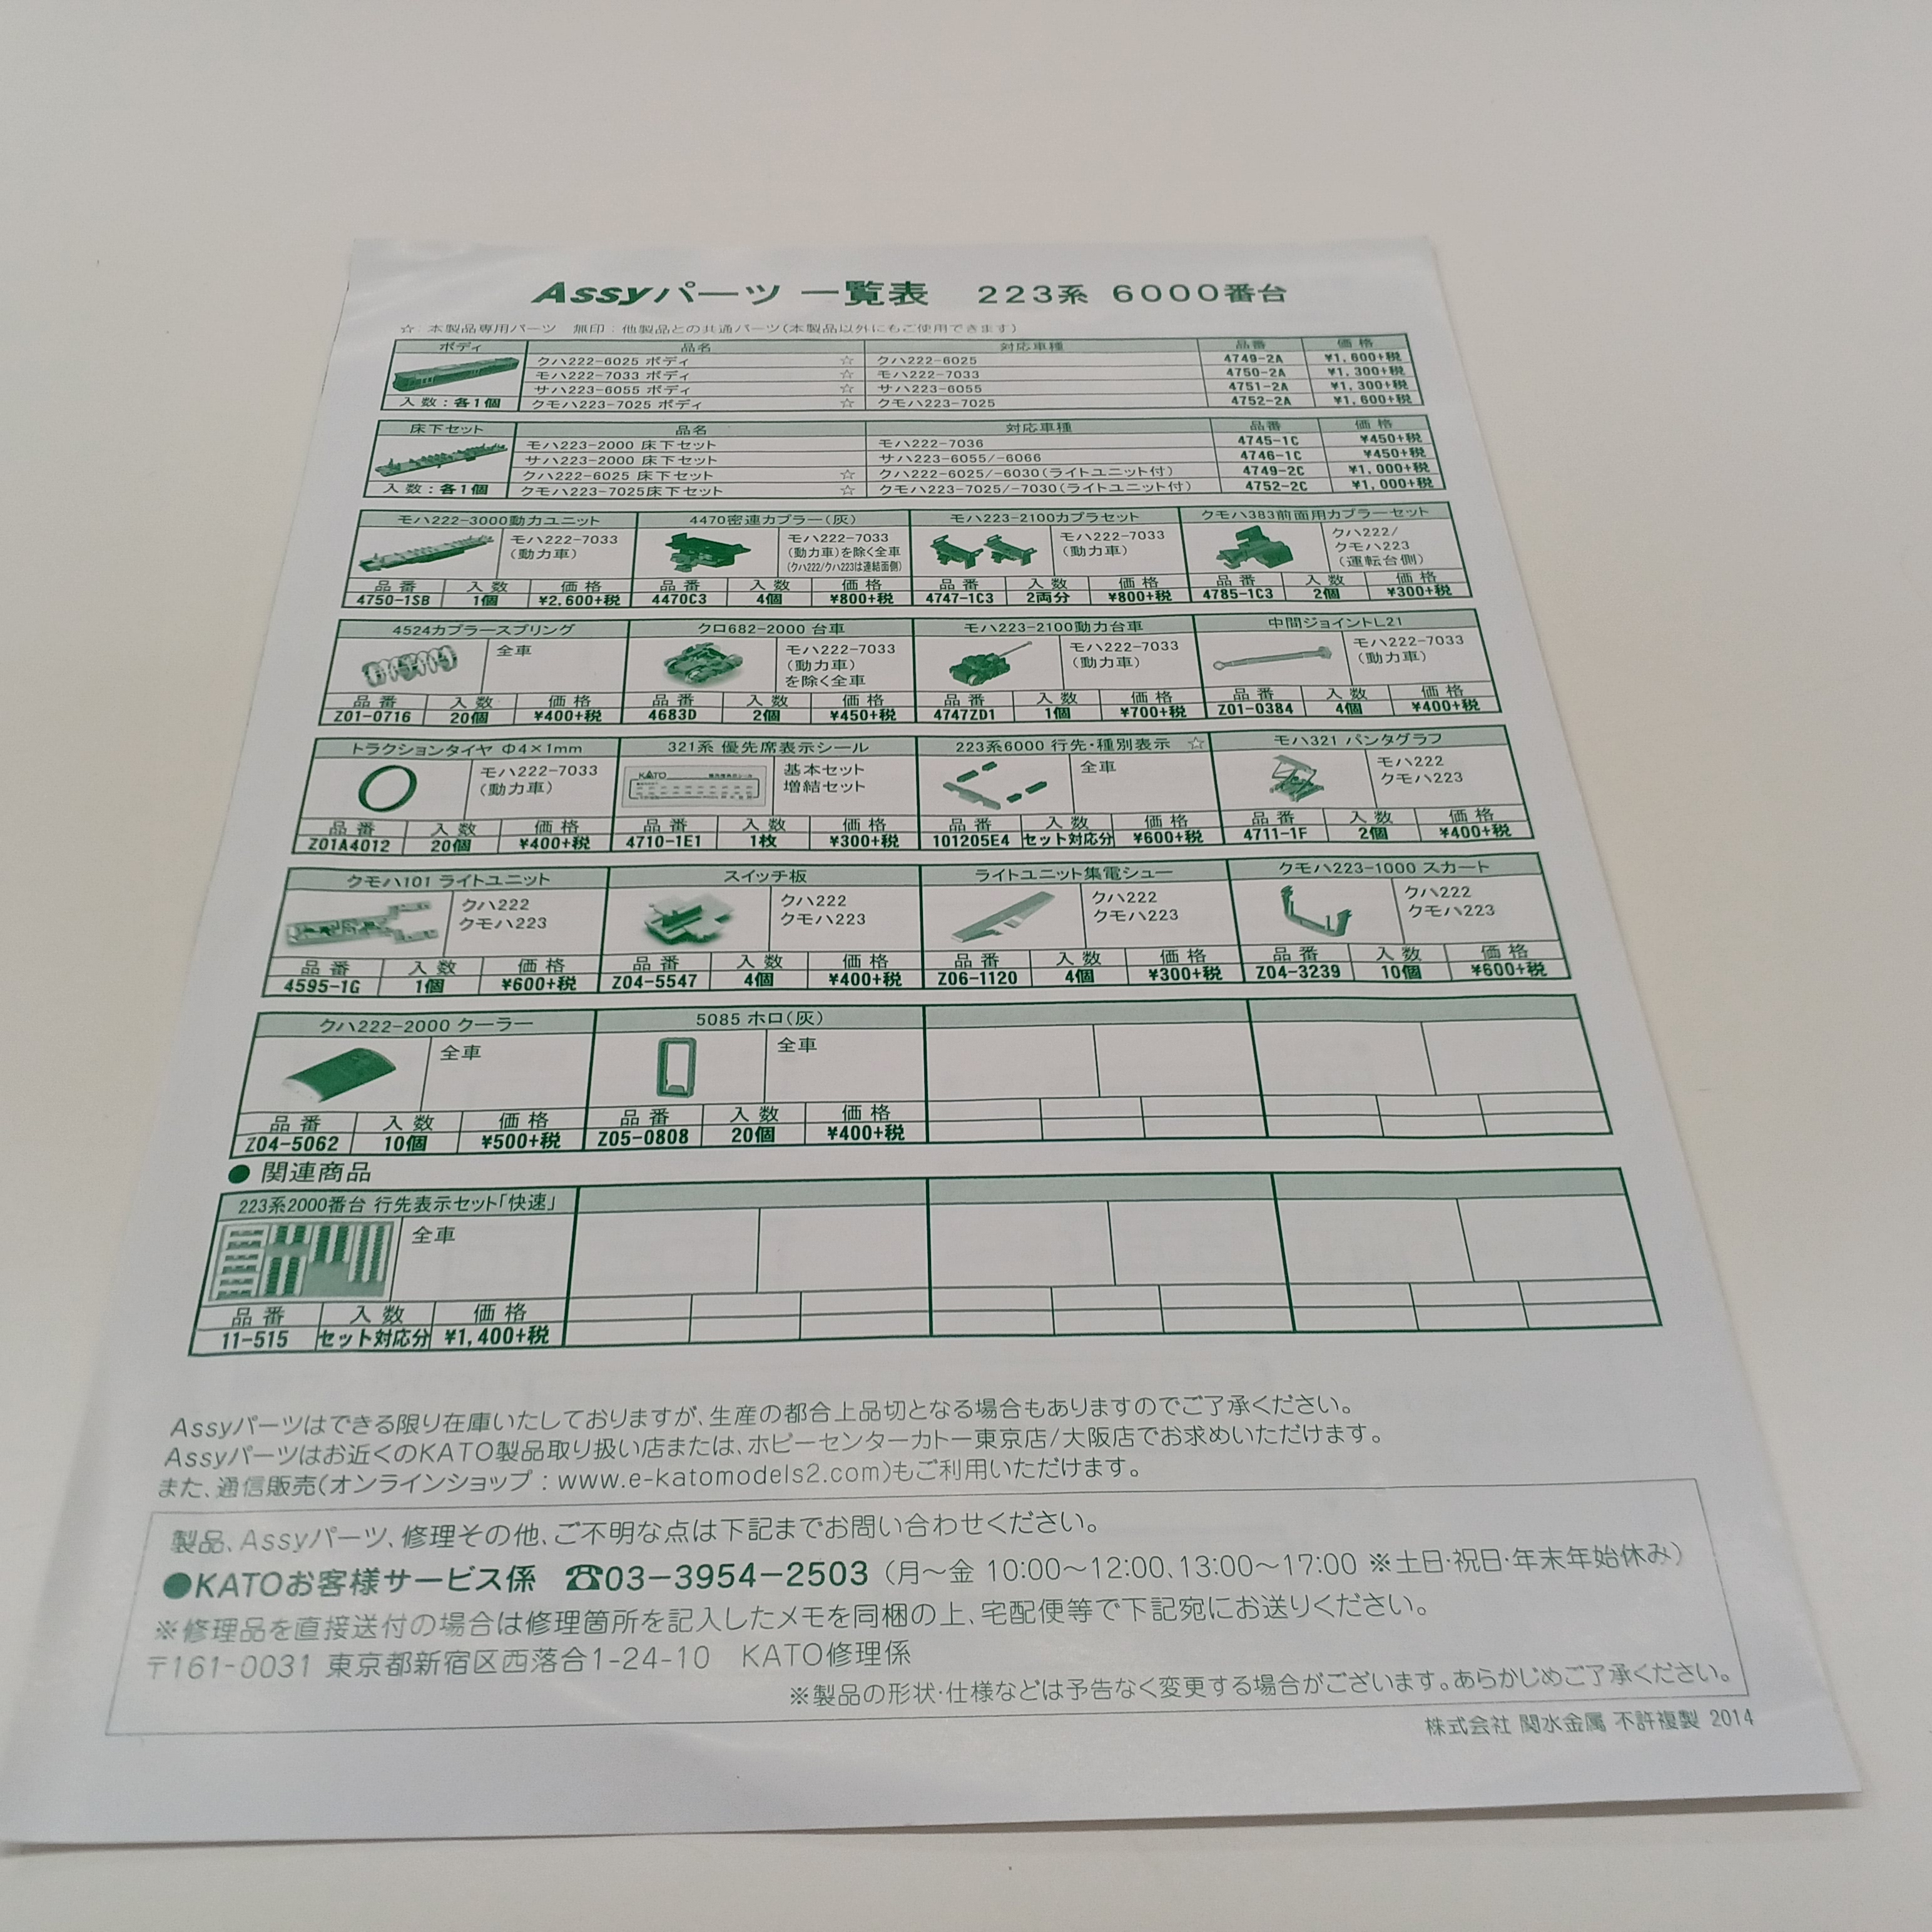 Assyパーツ 一覧表　223系 6000番台
☆:本製品専用パーツ　無印:他製品との共通パーツ(本製品以外にもご使用できます)
ボディ 品名 対応車種 品番 価格
クハ222-6025 ボディ ☆ クハ222-6025 4749-2A ¥1,600+税
モハ222-7033 ボディ ☆ モハ222-7033 4750-2A ¥1,300+税
サハ223-6055 ボディ ☆ サハ223-6055 4751-2A ¥1,300+税
入数:各1個 クモハ223-7025 ボディ ☆ クモハ223-7025 4752-2A ¥1,600+税
床下セット 品名 対応車種 品番 価格
モハ223-2000 床下セット モハ222-7036 4745-1C ¥450+税
サハ223-2000 床下セット サハ223-6055/-6066 4746-1C ¥450+税
クハ222-6025 床下セット ☆ クハ222-6025/-6030(ライトユニット付) 4749-2C ¥1,000+税
入数:各1個 クモハ223-7025床下セット ☆ クモハ223-7025/-7030(ライトユニット付) 4752-2C ¥1,000+税
モハ222-3000動力ユニット
モハ222-7033
(動力車)
品番 入数 価格
4750-1SB 1個 ¥2,600+税
4470密連カプラー(灰)
モハ222-7033
(動力車)を除く全車
(クハ222/クハ223は連結面側)
品番 入数 価格
4470C3 4個 ¥800+税
モハ223-2100カプラセット
モハ222-7033
(動力車)
品番 入数 価格
4747-1C3 2両分 ¥800+税
クモハ383前面用カプラーセット
クハ222/
クモハ223
(運転台側)
品番 入数 価格
4785-1C3 2個 ¥300+税
4524カプラースプリング
全車
品番 入数 価格
Z01-0716 20個 ¥400+税
クロ682-2000 台車
モハ222-7033
(動力車)
を除く全車
品番 入数 価格
4683D 2個 ¥450+税
モハ223-2100動力台車
モハ222-7033
(動力車)
品番 入数 価格
4747ZD1 1個 ¥700+税
中間ジョイントL21
モハ222-7033
(動力車)
品番 入数 価格
Z01-0384 4個 ¥400+税
トラクションタイヤ Φ4×1mm
モハ222-7033
(動力車)
品番 入数 価格
Z01A4012 20個 ¥400+税
321系 優先席表示シール
KATO
基本セット
増結セット
品番 入数 価格
4710-1E1 1枚 ¥300+税
223系6000 行先・種別表示 ☆
全車
品番 入数 価格
101205E4 セット対応分 ¥600+税
モハ321 パンタグラフ
モハ222
クモハ223
品番 入数 価格
4711-1F 2個 ¥400+税
クモハ101 ライトユニット
クハ222
クモハ223
品番 入数 価格
4595-1G 1個 ¥600+税
スイッチ板
クハ222
クモハ223
品番 入数 価格
Z04-5547 4個 ¥400+税
ライトユニット集電シュー
クハ222
クモハ223
品番 入数 価格
Z06-1120 4個 ¥300+税
クモハ223-1000 スカート
クハ222
クモハ223
品番 入数 価格
Z04-3239 10個 ¥600+税
クハ222-2000 クーラー
全車
品番 入数 価格
Z04-5062 10個 ¥500+税
5085 ホロ(灰)
全車
品番 入数 価格
Z05-0808 20個 ¥400+税
●関連商品
223系2000番台 行先表示セット「快速」
全車
品番 入数 価格
11-515 セット対応分 ¥1,400+税
Assyパーツはできる限り在庫いたしておりますが、生産の都合上品切となる場合もありますのでご了承ください。
Assyパーツはお近くのKATO製品取り扱い店または、ホビーセンターカトー東京店/大阪店でお求めいただけます。
また、通信販売(オンラインショップ：www.e-katomodels2.com)もご利用いただけます。
製品、Assyパーツ、修理その他、ご不明な点は下記までお問い合わせください。
●KATOお客様サービス係　☎03−3954−2503（月〜金 10:00〜12:00、13:00〜17:00 ※土日・祝日・年末年始休み）
※修理品を直接送付の場合は修理箇所を記入したメモを同梱の上、宅配便等で下記宛にお送りください。
〒161-0031 東京都新宿区西落合1-24-10　KATO修理係
※製品の形状・仕様などは予告なく変更する場合がございます。あらかじめご了承ください。
株式会社 関水金属 不許複製 2014